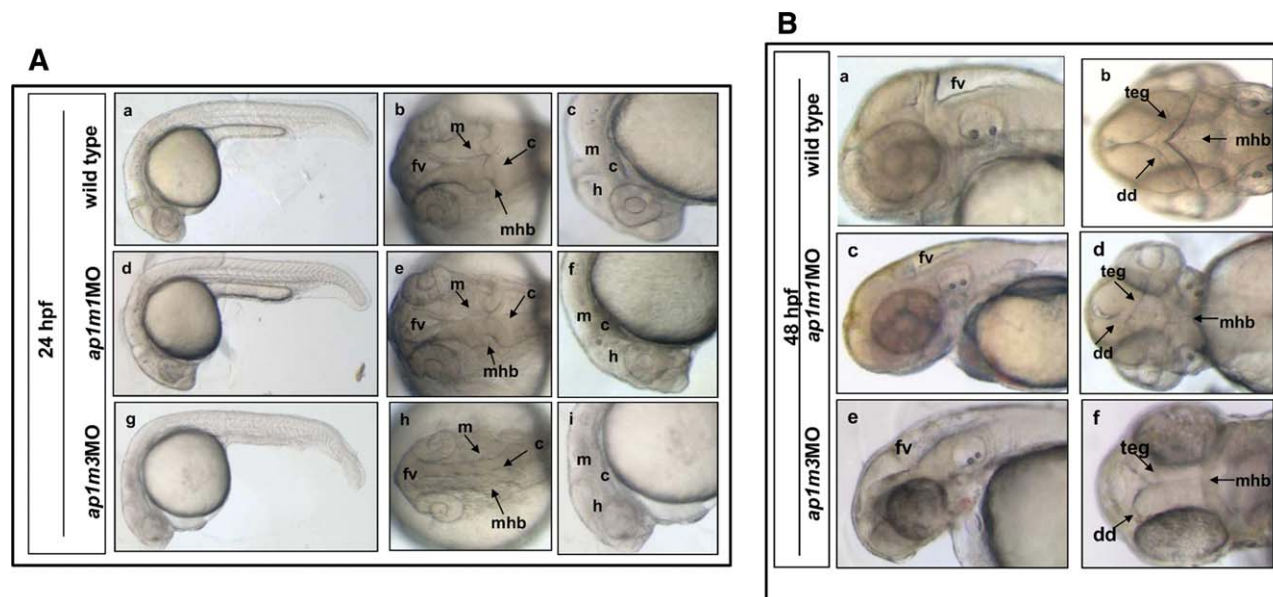 A
24 hpf
wild type
a
b
m
fv
c
mhb
c
m
c
h
ap1m1MO
d
e
m
fv
c
mhb
f
m
c
h
ap1m3MO
g
h
m
fv
c
mhb
i
m
c
h
B
48 hpf
wild type
a
fv
b
teg
mhb
dd
ap1m1MO
c
fv
d
teg
mhb
dd
ap1m3MO
e
fv
f
teg
mhb
dd